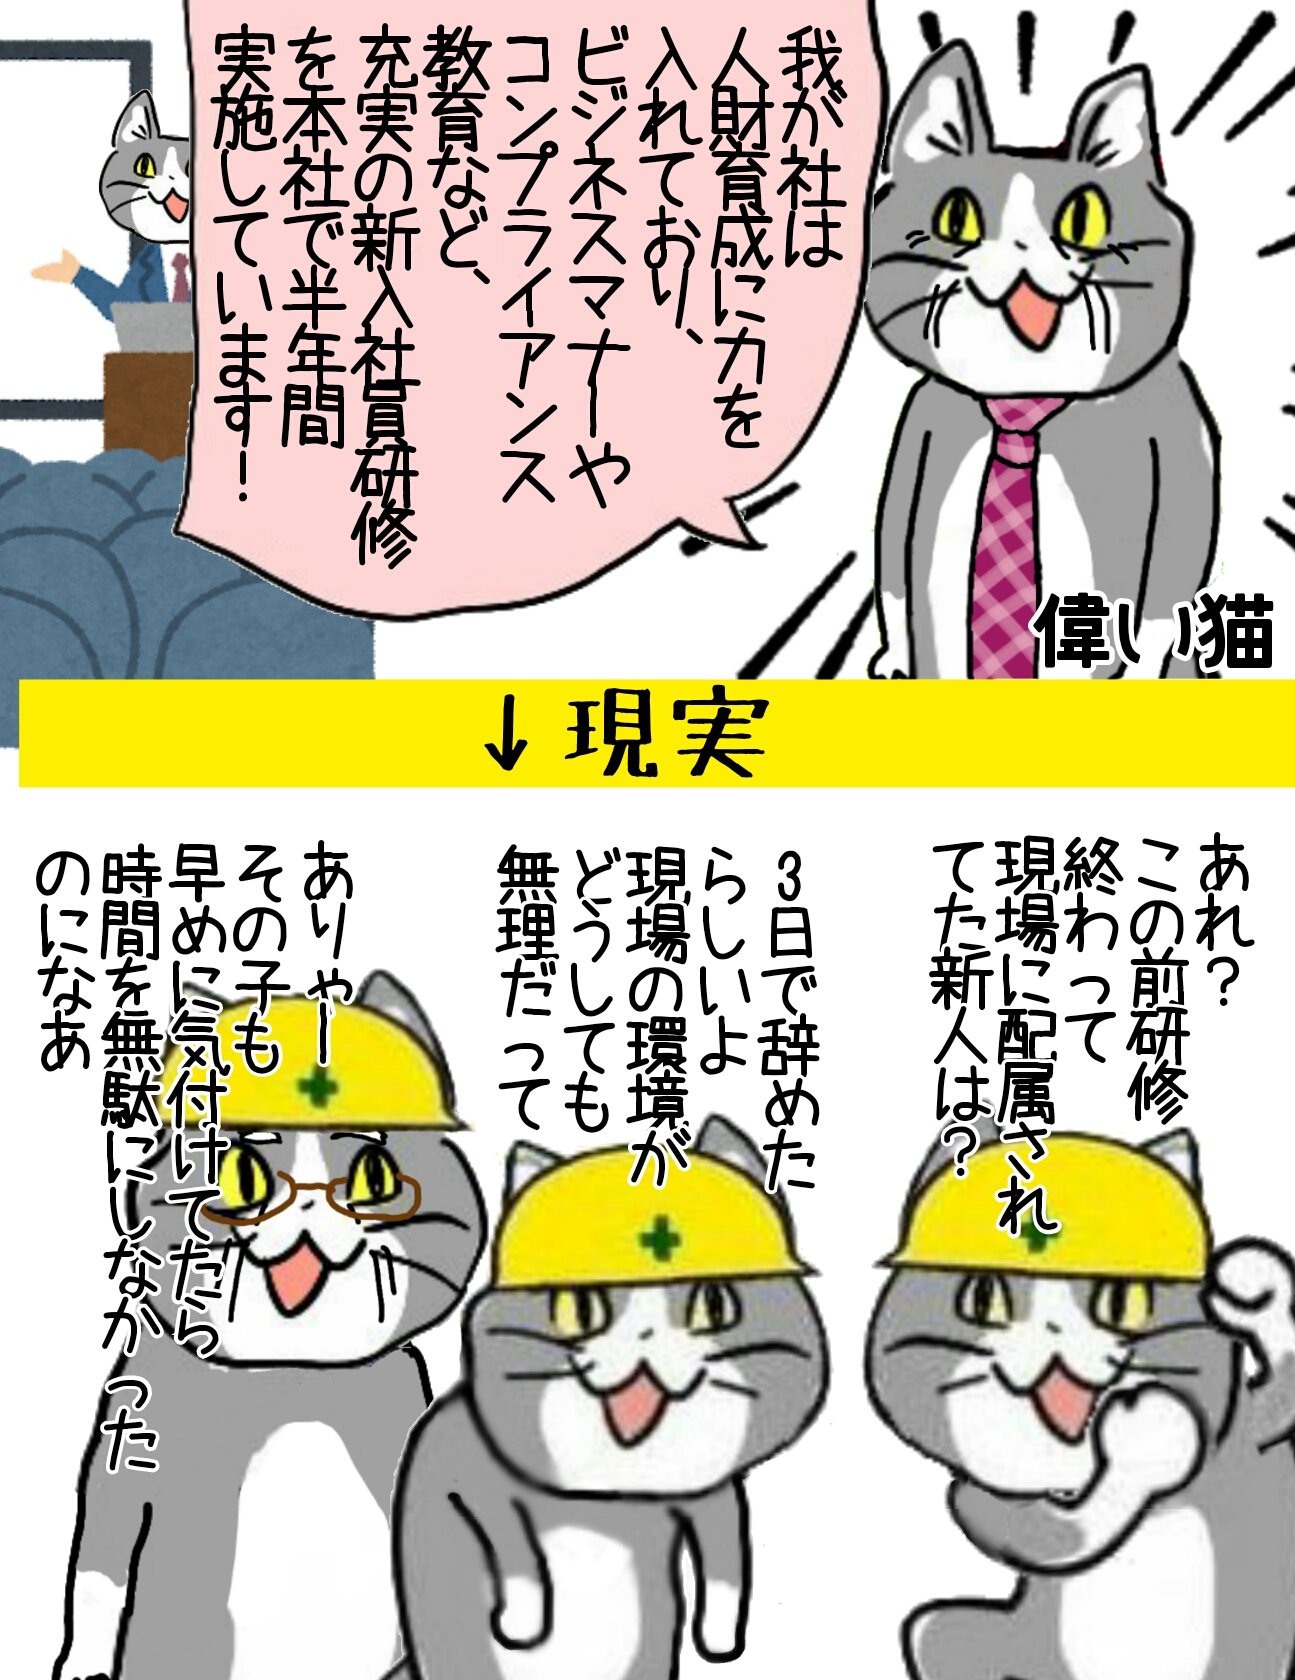 我が社は
人財育成に力を
入れており、
ビジネスマナーや
コンプライアンス
教育など、
充実の新入社員研修
を本社で半年間
実施しています!
偉い猫
↓現実
あれ?
この前研修
終わって
現場に配属され
てた新人は?
3日で辞めた
らしいよ
現場の環境が
どうしても
無理だって
ありゃー
その子も
早めに気付けてたら
時間を無駄にしなかった
のになあ